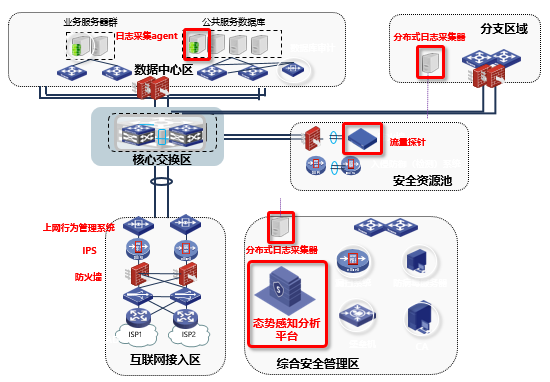 业务服务器群
日志采集agent
公共服务数据库
数据中心区
分支区域
分布式日志采集器
核心交换区
流量探针
安全资源池
上网行为管理系统
IPS
防火墙
ISP1
ISP2
互联网接入区
分布式日志采集器
态势感知分析
平台
综合安全管理区